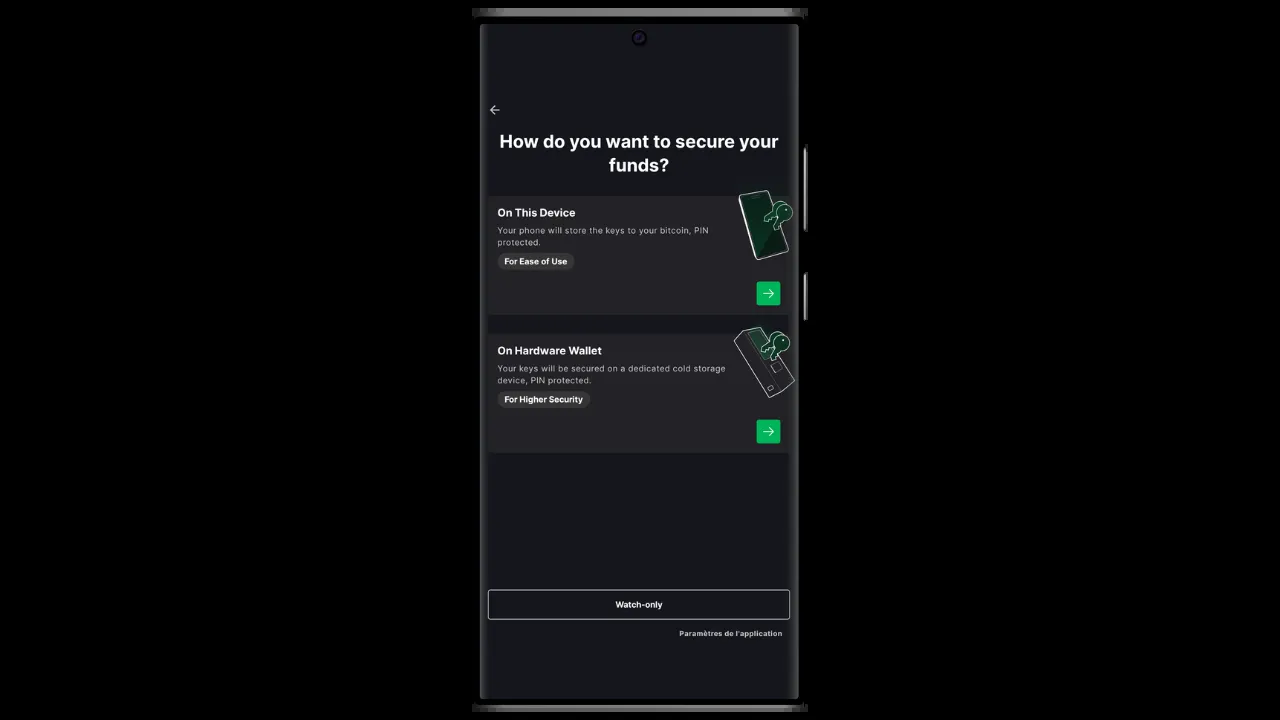 How do you want to secure your
funds?
On This Device
Your phone will store the keys to your bitcoin, PIN
protected.
For Ease of Use
On Hardware Wallet
Your keys will be secured on a dedicated cold storage
device, PIN protected.
For Higher Security
Watch-only
Paramètres de l'application